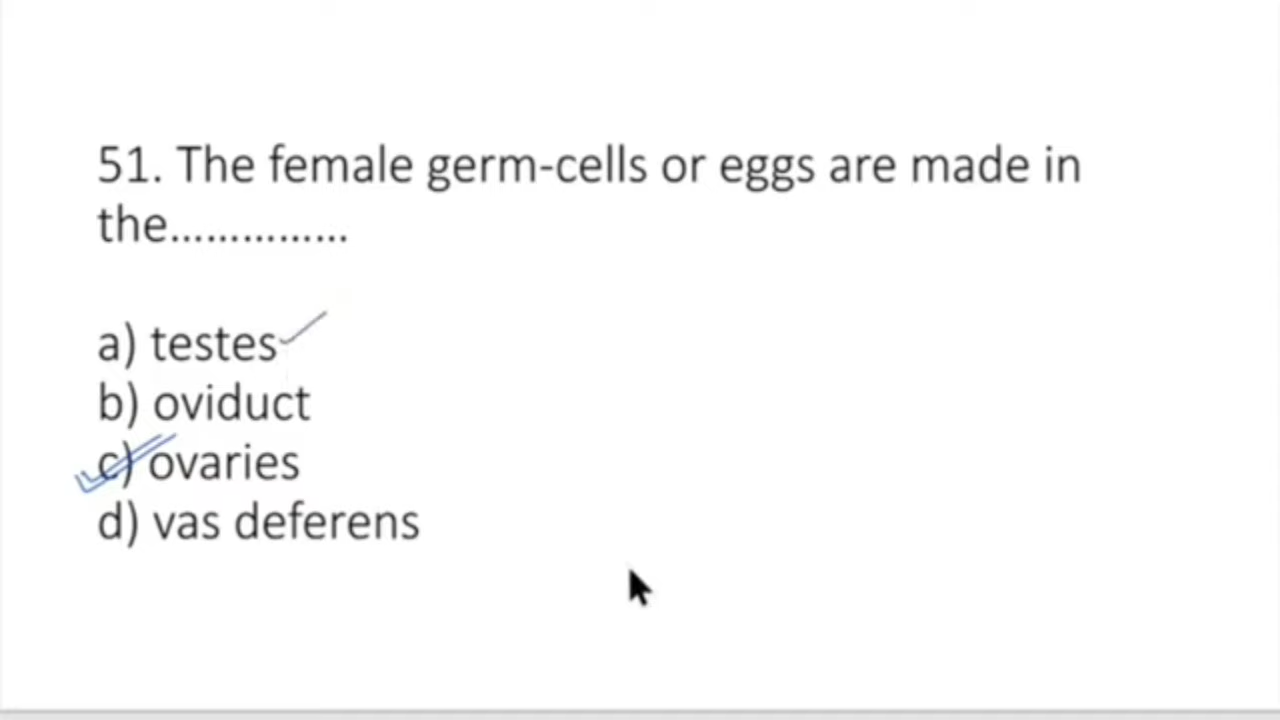 51. The female germ-cells or eggs are made in
the...............
a) testes
b) oviduct
c) ovaries
d) vas deferens